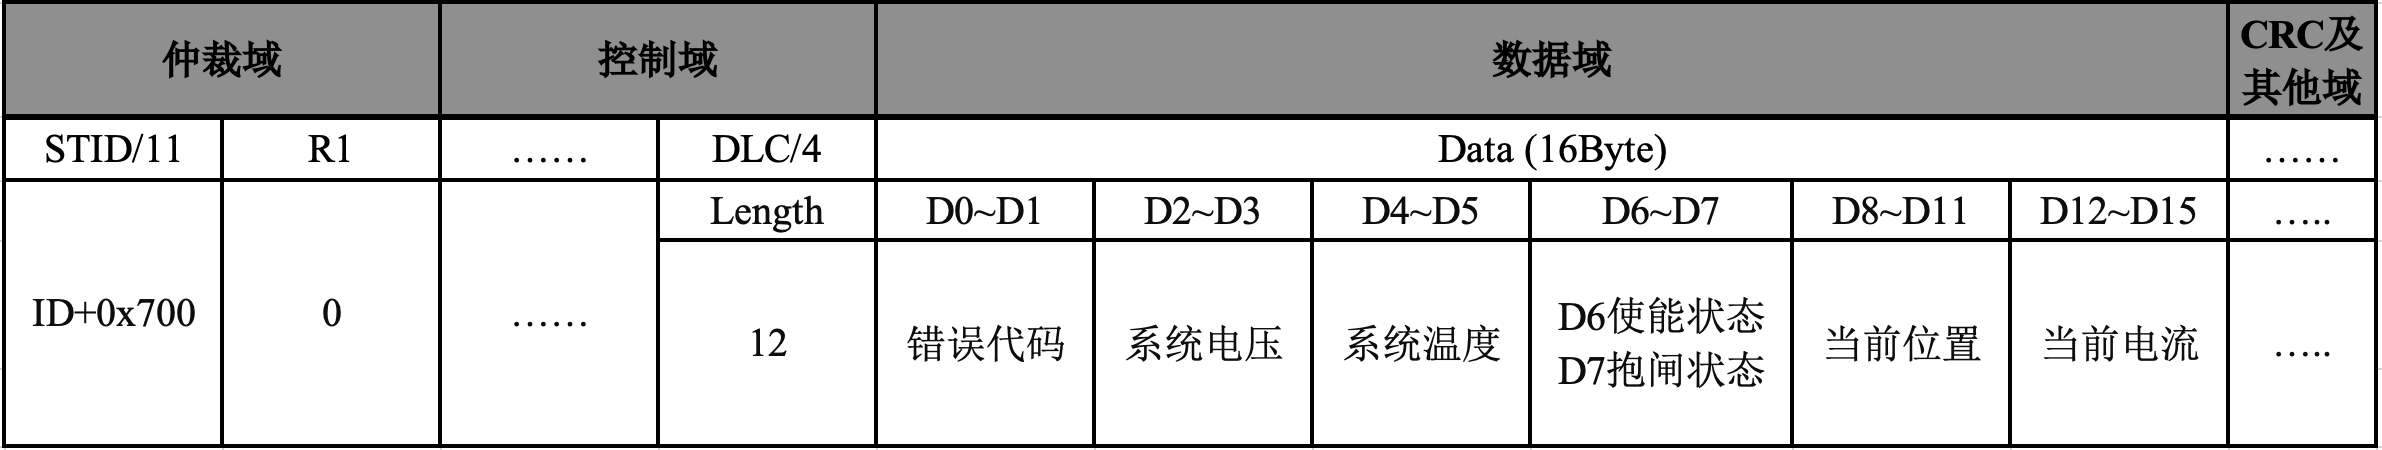 仲裁域 控制域 数据域 CRC及
其他域
STID/11 R1 …… DLC/4 Data (16Byte) ……
Length D0~D1 D2~D3 D4~D5 D6~D7 D8~D11 D12~D15 …..
ID+0x700 0 …… 12 错误代码 系统电压 系统温度 D6使能状态 当前位置 当前电流 …..
D7抱闸状态